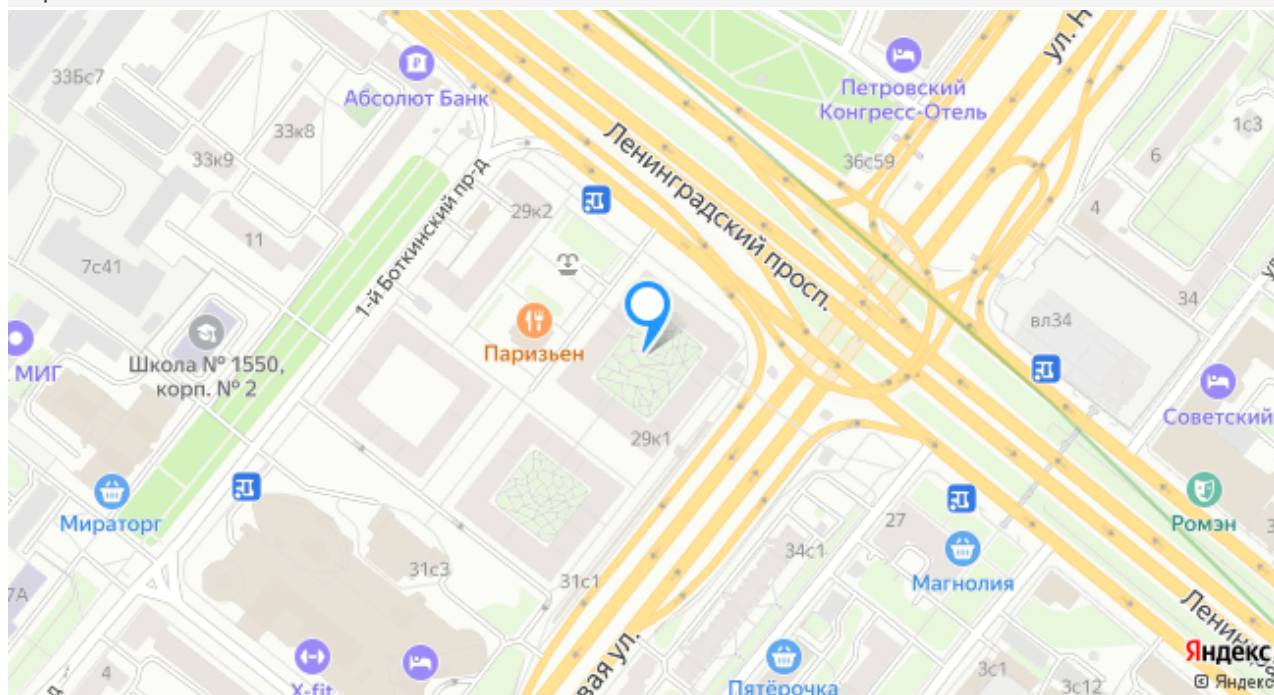 33Бс7
Абсолют Банк
33к8
33к9
11
7с41
МИГ
Школа № 1550,
корп. № 2
Мираторг
7А
4
X-fit
1-й Боткинский пр-д
29к2
Паризьен
29к1
31с3
31с1
Ленинградский просп.
Петровский
Конгресс-Отель
ул. Н
36с59
1с3
6
4
34
вл34
Советский
Ромэн
27
34с1
Магнолия
Пятёрочка
вая ул.
3с1
3с12
Ленинг
Яндекс
© Яндекс